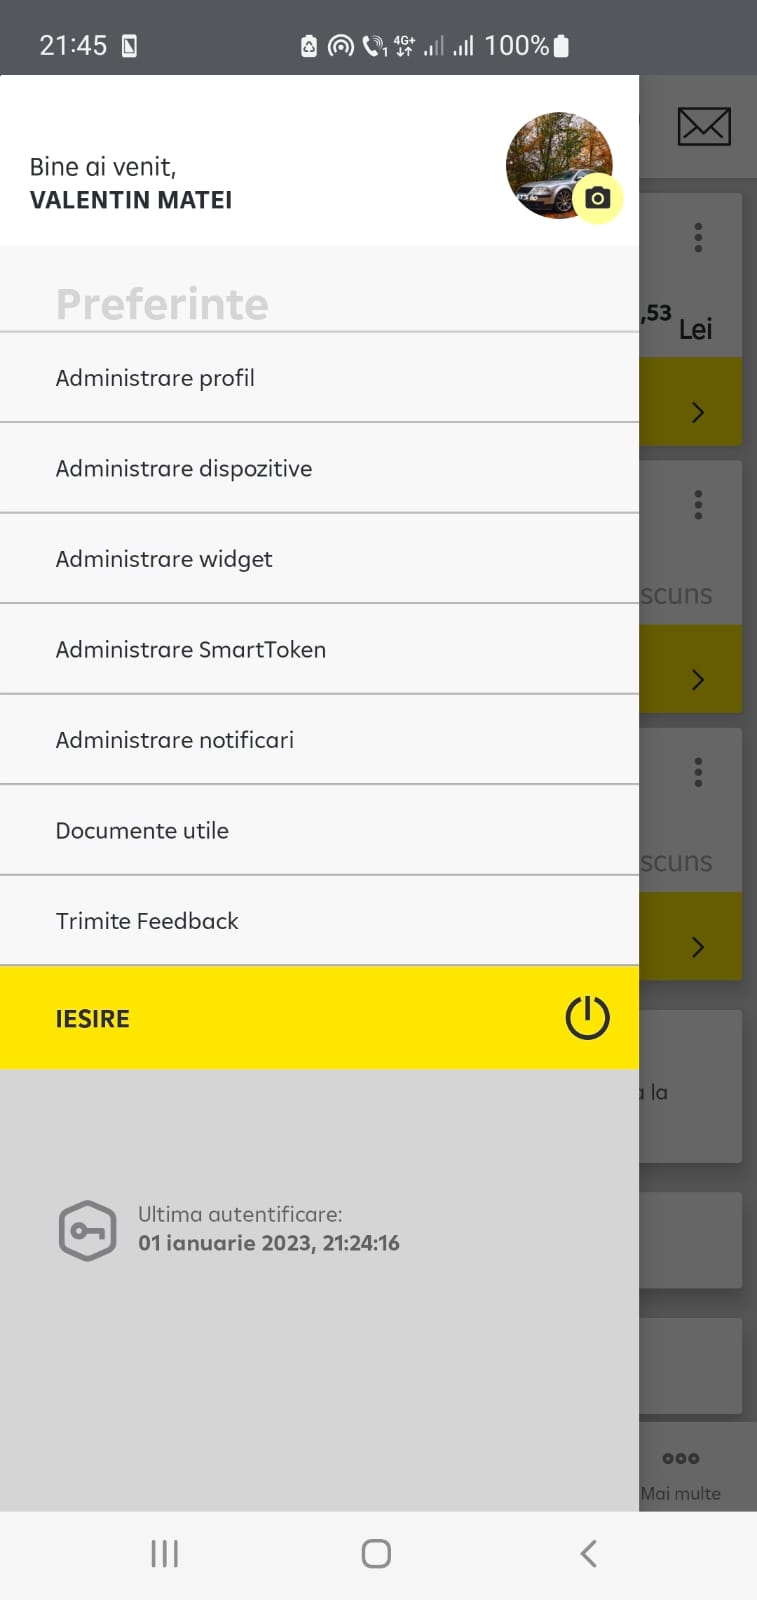 21:45 4G+ 1 100%
Bine ai venit,
VALENTIN MATEI
Preferinte
,53 Lei
Administrare profil
Administrare dispozitive
Administrare widget
scuns
Administrare SmartToken
Administrare notificari
Documente utile
scuns
Trimite Feedback
IESIRE
la
Ultima autentificare:
01 ianuarie 2023, 21:24:16
Mai multe